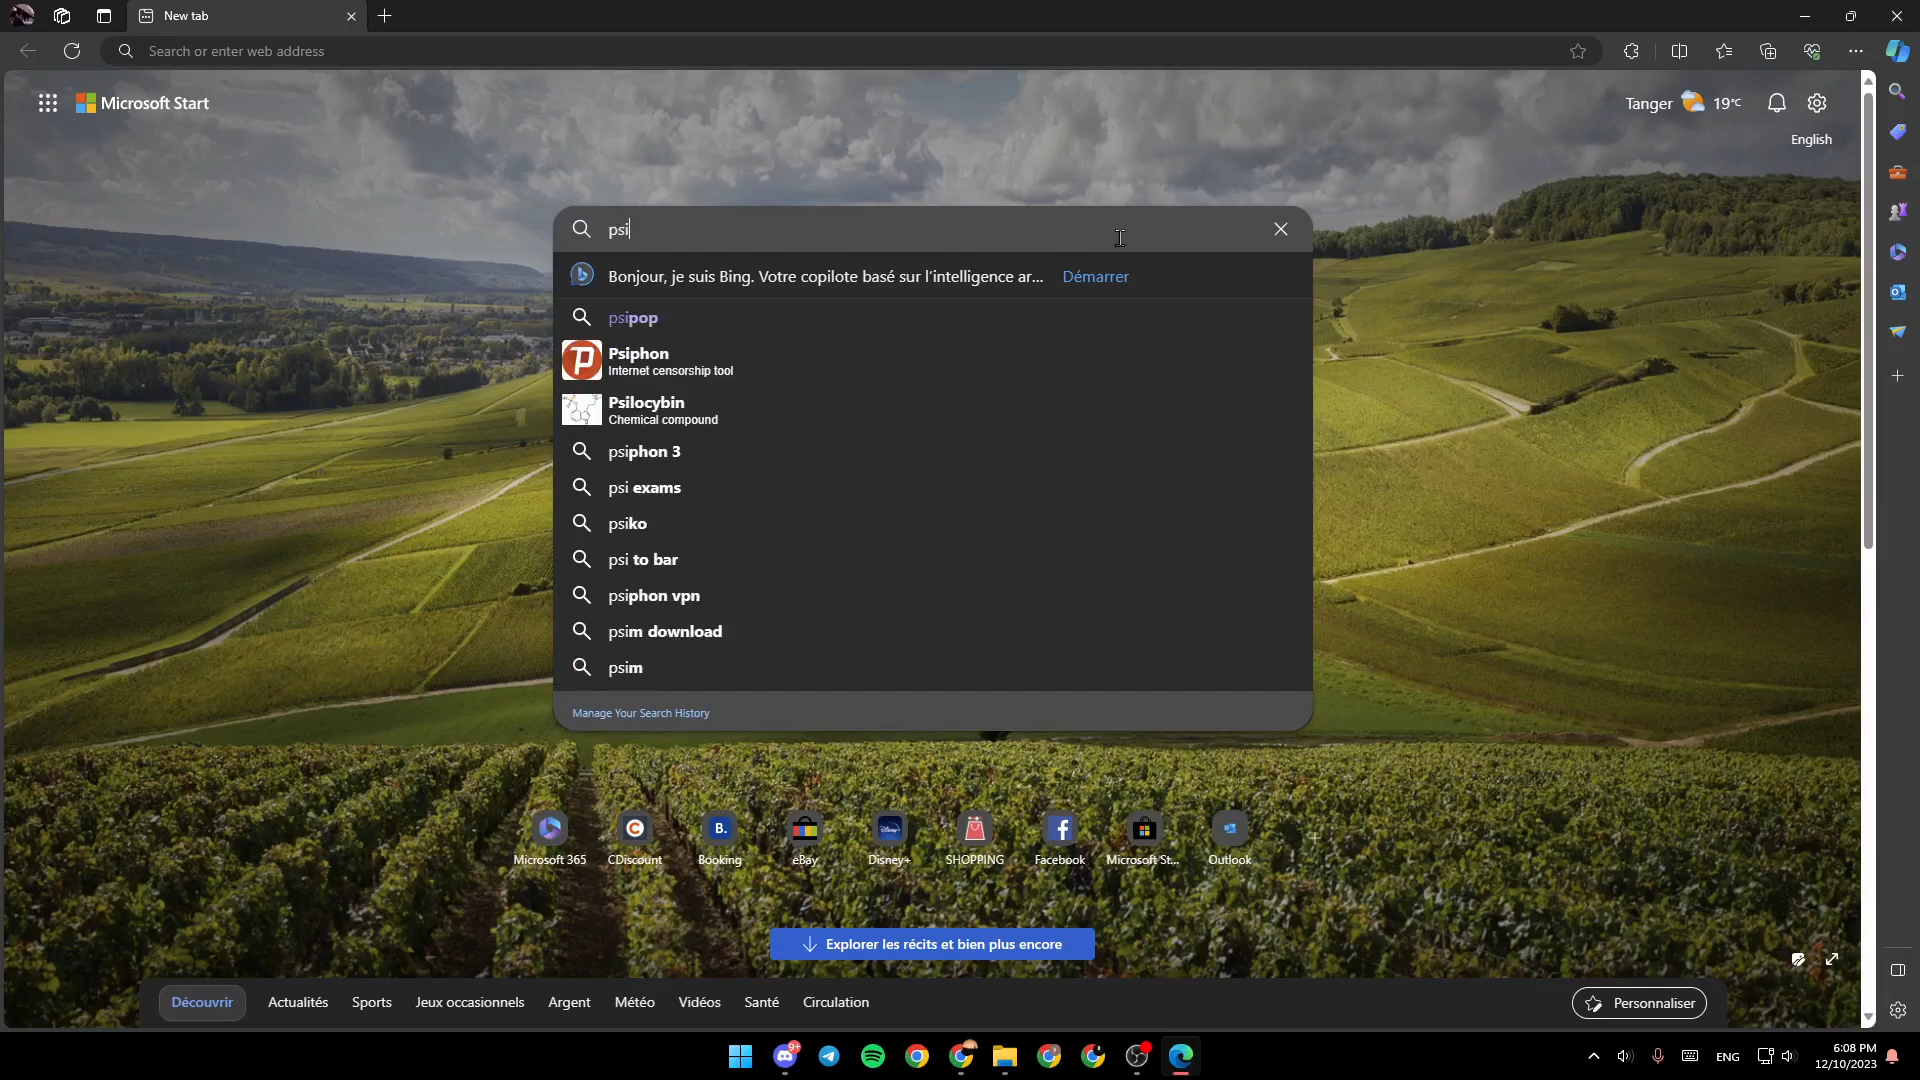 New tab
Search or enter web address
Microsoft Start
Tanger 19°C
English
psi
Bonjour, je suis Bing. Votre copilote basé sur l'intelligence ar... Démarrer
psipop
Psiphon
Internet censorship tool
Psilocybin
Chemical compound
psiphon 3
psi exams
psiko
psi to bar
psiphon vpn
psim download
psim
Manage Your Search History
Microsoft 365
CDiscount
B.
Booking
eBay
Disney+
SHOPPING
Facebook
Microsoft St...
Outlook
Explorer les récits et bien plus encore
Découvrir Actualités Sports Jeux occasionnels Argent Météo Vidéos Santé Circulation
Personnaliser
9+
ENG
6:08 PM
12/10/2023